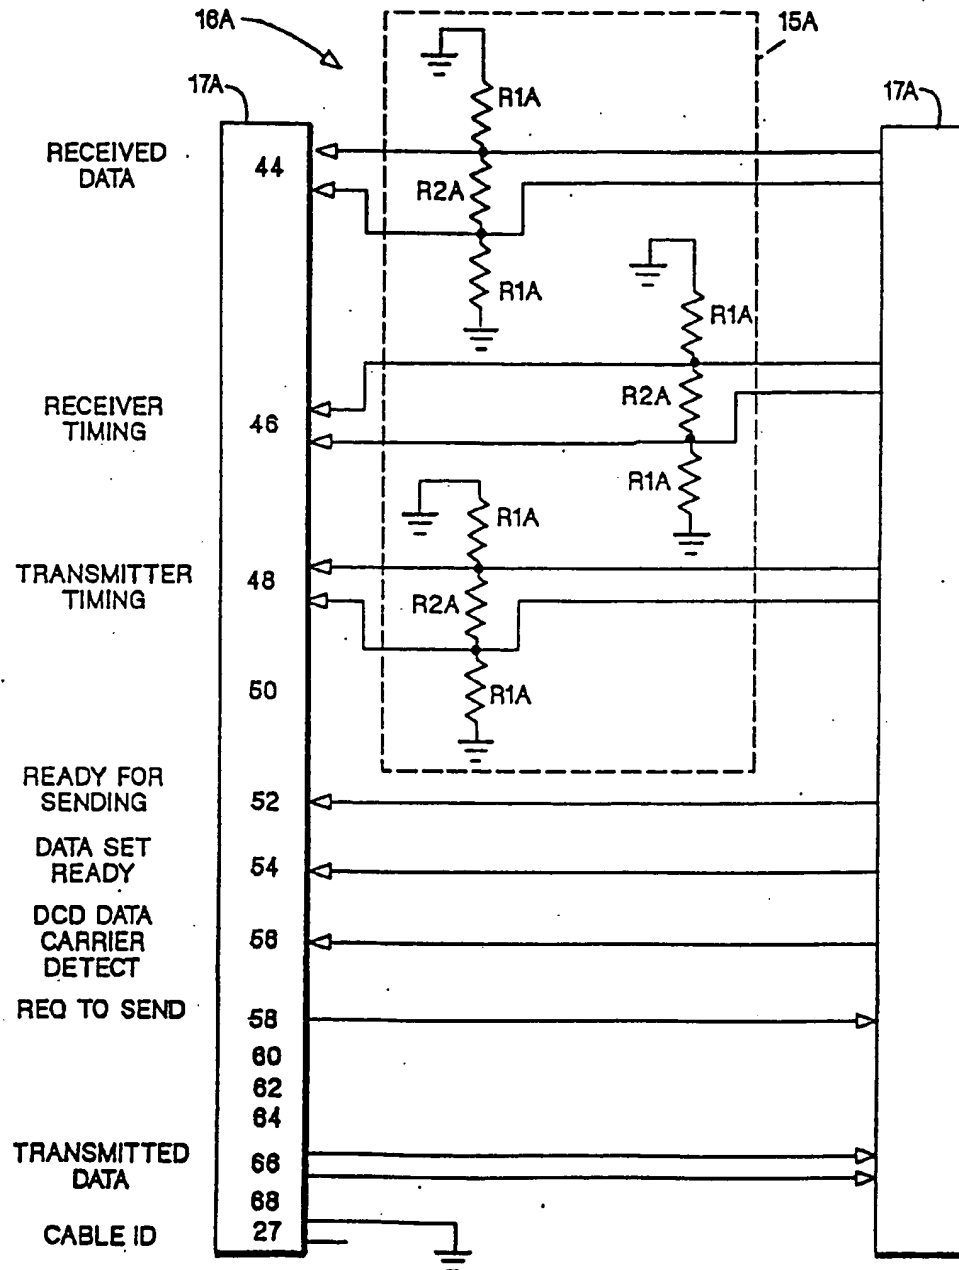 16A
15A
17A
17A
R1A
RECEIVED
DATA
44
R2A
R1A
R1A
RECEIVER
TIMING
46
R2A
R1A
R1A
TRANSMITTER
TIMING
48
R2A
50
R1A
READY FOR
SENDING
52
DATA SET
READY
54
DCD DATA
CARRIER
DETECT
56
REQ TO SEND
58
60
62
64
TRANSMITTED
DATA
66
68
CABLE ID
27